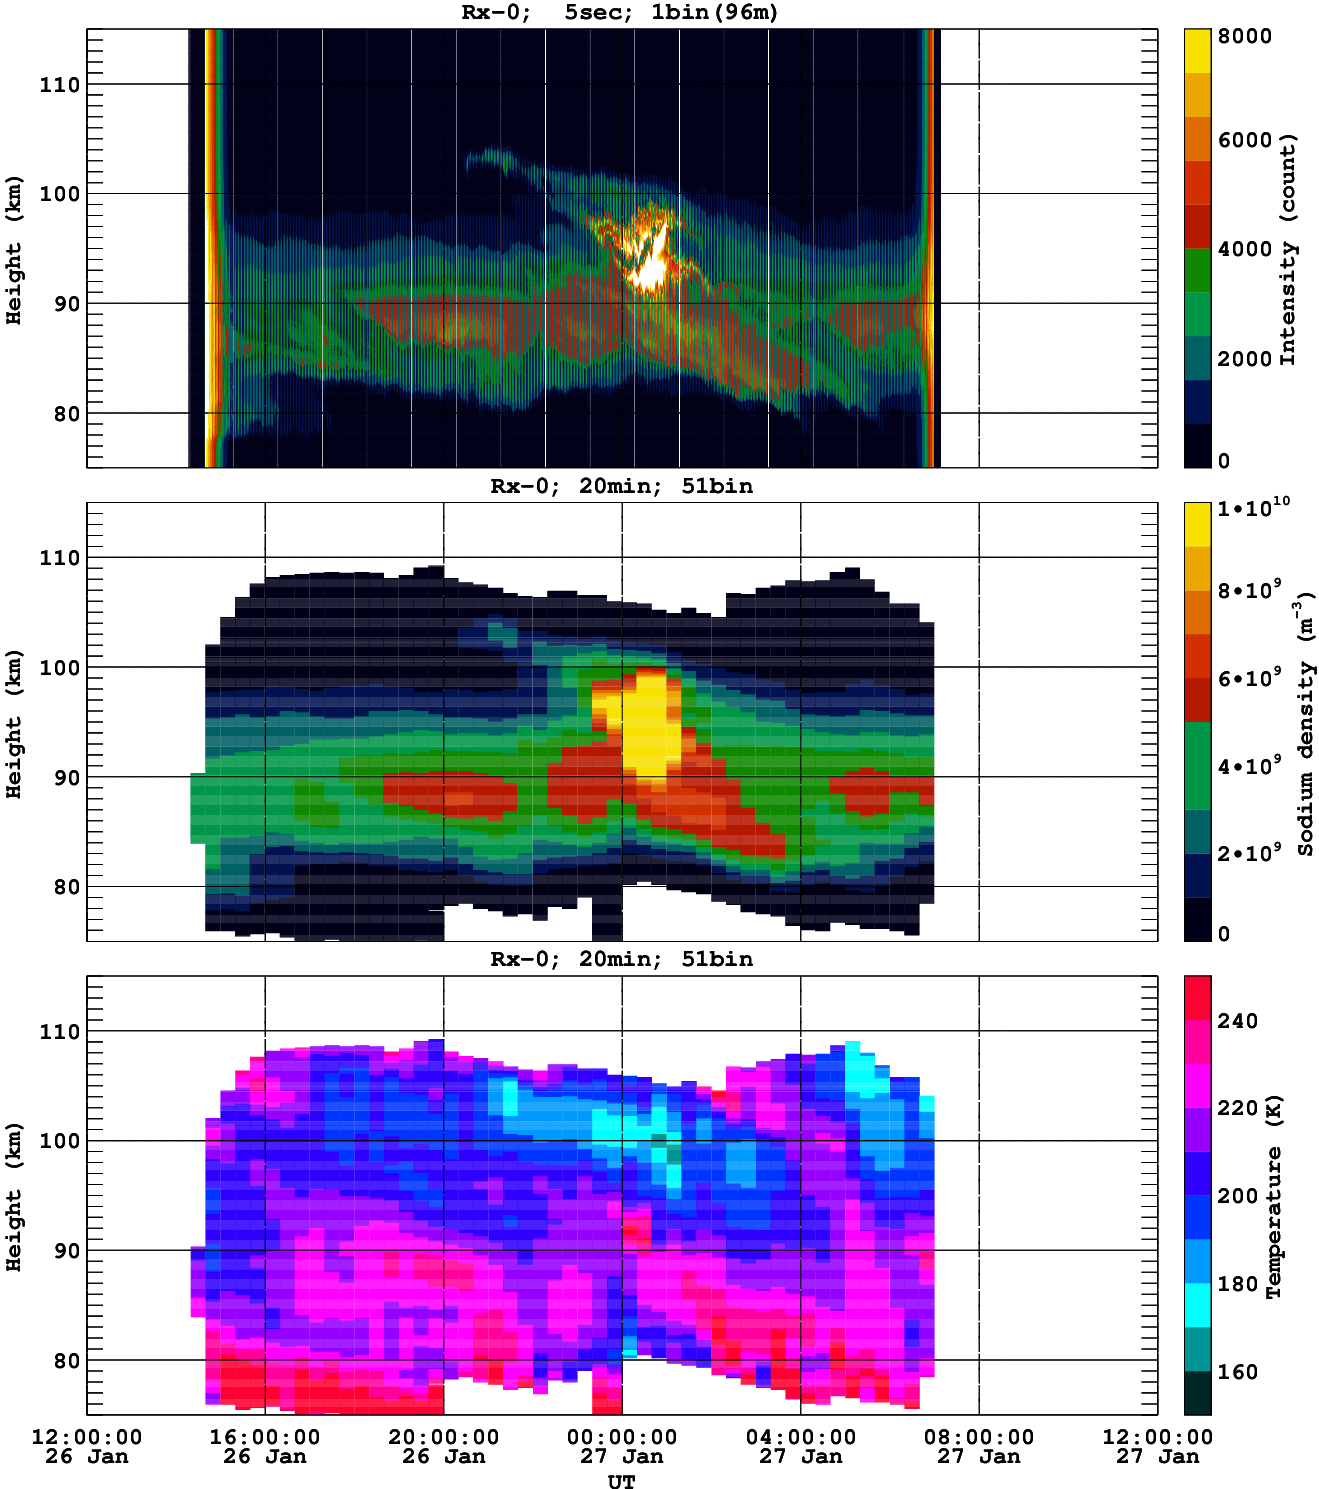 Rx-0;  5sec; 1bin(96m)
110
100
90
80
Height (km)
8000
6000
4000
2000
0
Intensity (count)
Rx-0; 20min; 51bin
110
100
90
80
Height (km)
1•10¹⁰
8•10⁹
6•10⁹
4•10⁹
2•10⁹
0
Sodium density (m⁻³)
Rx-0; 20min; 51bin
110
100
90
80
Height (km)
240
220
200
180
160
Temperature (K)
12:00:00 16:00:00 20:00:00 00:00:00 04:00:00 08:00:00 12:00:00
26 Jan 26 Jan 26 Jan 27 Jan 27 Jan 27 Jan 27 Jan
UT